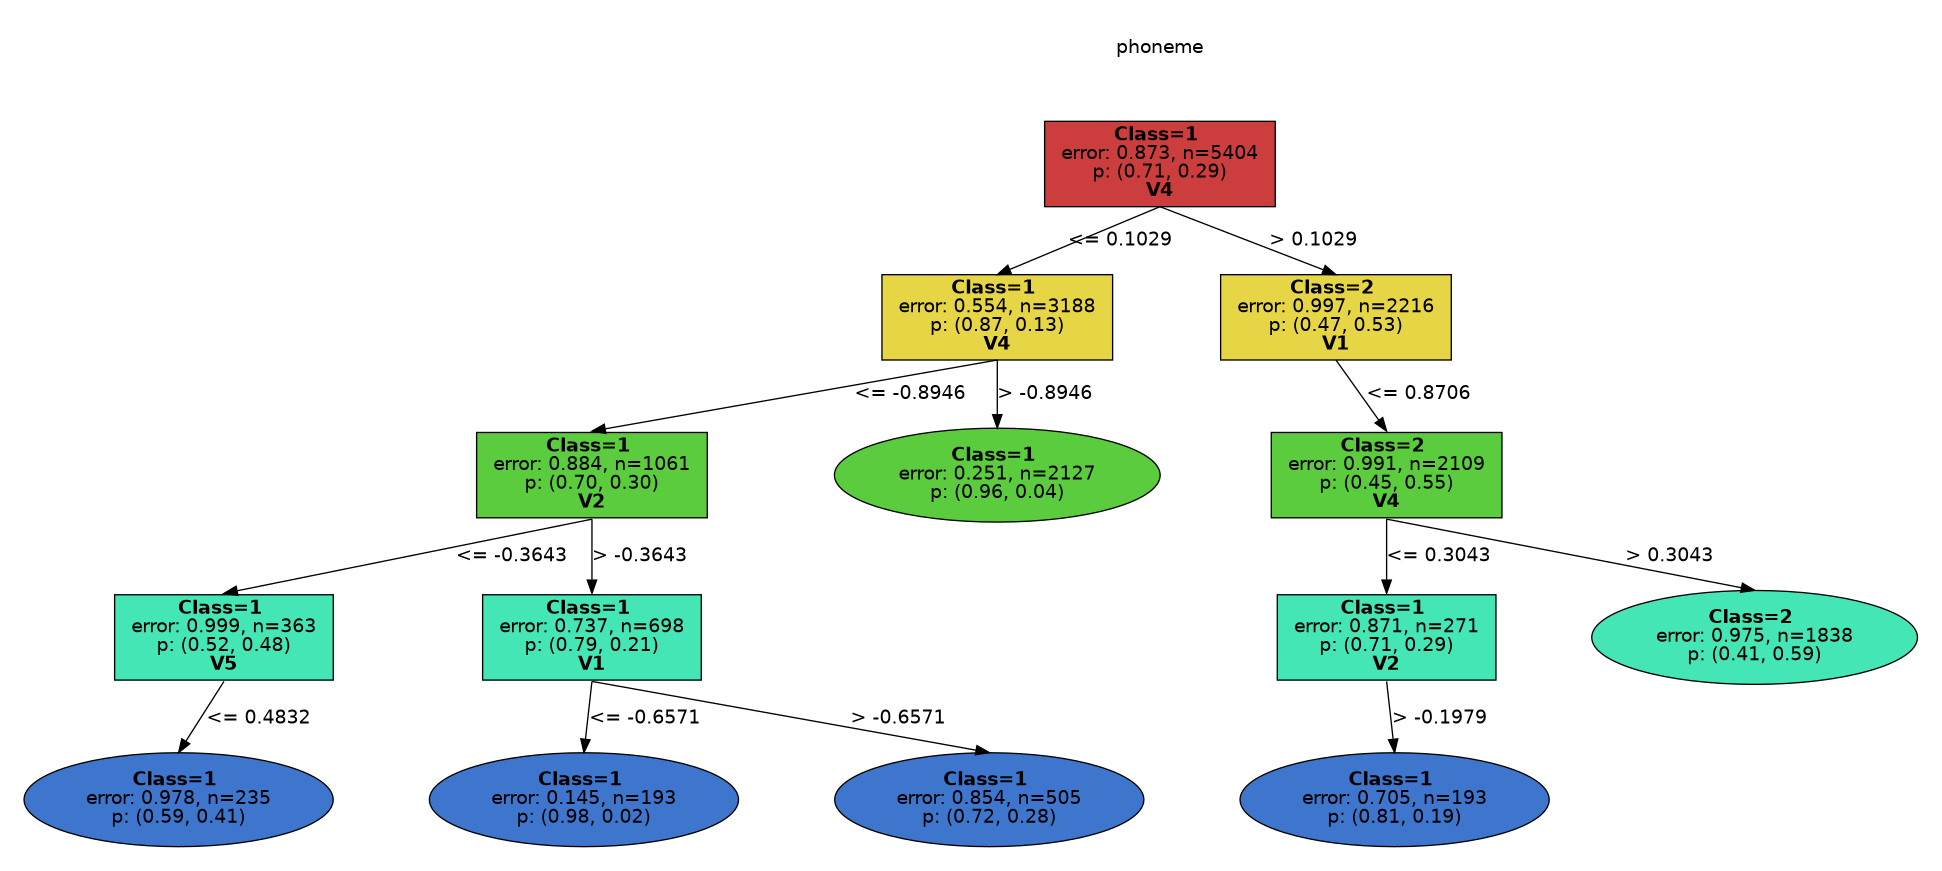 phoneme
Class=1
error: 0.873, n=5404
p: (0.71, 0.29)
V4
<= 0.1029
> 0.1029
Class=1
error: 0.554, n=3188
p: (0.87, 0.13)
V4
Class=2
error: 0.997, n=2216
p: (0.47, 0.53)
V1
<= -0.8946
> -0.8946
<= 0.8706
Class=1
error: 0.884, n=1061
p: (0.70, 0.30)
V2
Class=1
error: 0.251, n=2127
p: (0.96, 0.04)
Class=2
error: 0.991, n=2109
p: (0.45, 0.55)
V4
<= -0.3643
> -0.3643
<= 0.3043
> 0.3043
Class=1
error: 0.999, n=363
p: (0.52, 0.48)
V5
Class=1
error: 0.737, n=698
p: (0.79, 0.21)
V1
Class=1
error: 0.871, n=271
p: (0.71, 0.29)
V2
Class=2
error: 0.975, n=1838
p: (0.41, 0.59)
<= 0.4832
<= -0.6571
> -0.6571
> -0.1979
Class=1
error: 0.978, n=235
p: (0.59, 0.41)
Class=1
error: 0.145, n=193
p: (0.98, 0.02)
Class=1
error: 0.854, n=505
p: (0.72, 0.28)
Class=1
error: 0.705, n=193
p: (0.81, 0.19)